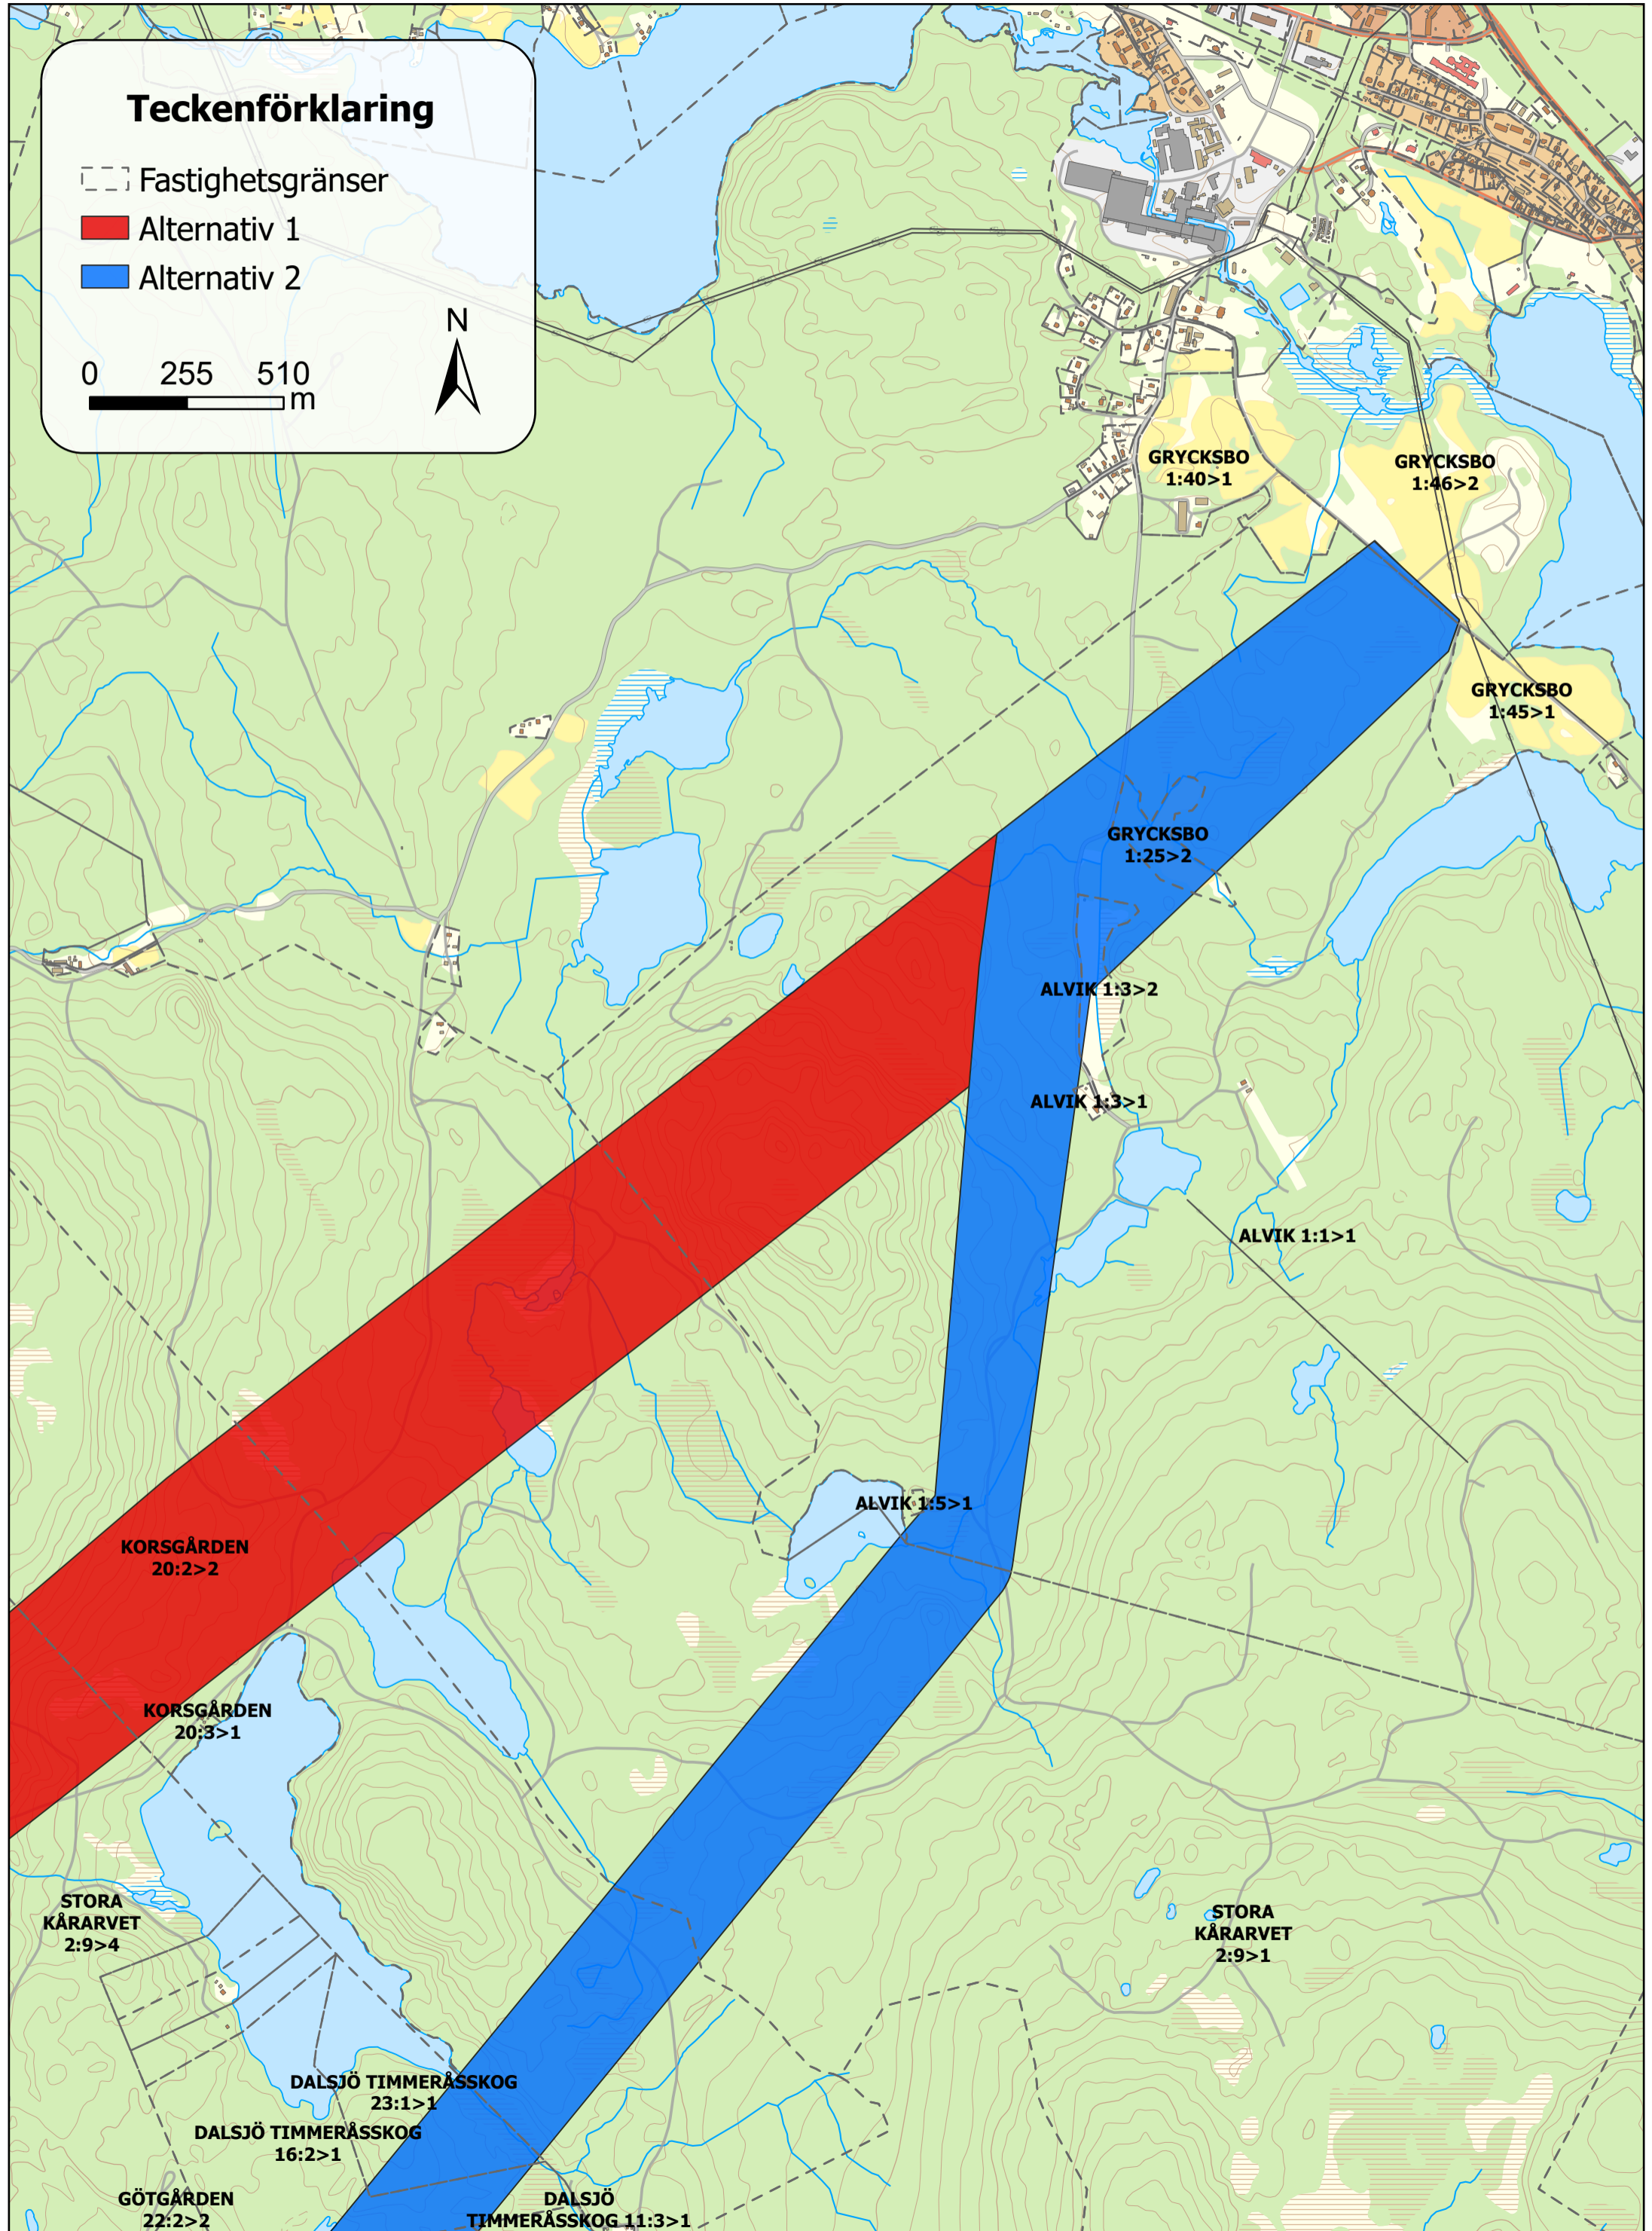 Teckenförklaring
Fastighetsgränser
Alternativ 1
Alternativ 2
N
0 255 510
m
GRYCKSBO
1:40>1
GRYCKSBO
1:46>2
GRYCKSBO
1:45>1
GRYCKSBO
1:25>2
ALVIK 1:3>2
ALVIK 1:3>1
ALVIK 1:1>1
ALVIK 1:5>1
KORSGÅRDEN
20:2>2
KORSGÅRDEN
20:3>1
STORA
KÅRARVET
2:9>4
STORA
KÅRARVET
2:9>1
DALSJÖ TIMMERÅSSKOG
23:1>1
DALSJÖ TIMMERÅSSKOG
16:2>1
GÖTGÅRDEN
22:2>2
DALSJÖ
TIMMERÅSSKOG 11:3>1